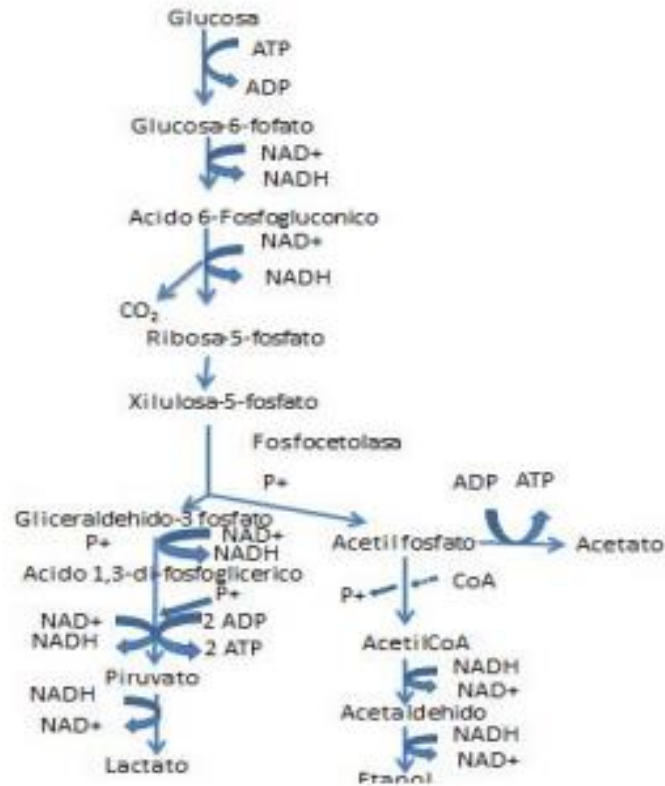 Glucosa
ATP
ADP
Glucosa-6-fofato
NAD+
NADH
Acido 6-Fosfogluconico
NAD+
NADH
CO₂
Ribosa-5-fosfato
Xilulosa-5-fosfato
Fosfocetolasa
P+
ADP ATP
Gliceraldehido-3 fosfato
P+ NAD+
NADH
Acetil fosfato
Acetato
Acido 1,3-di-fosfoglicerico
P+
P+ CoA
NAD+ 2 ADP
NADH 2 ATP
AcetilCoA
Piruvato
NADH
NAD+
NADH
NAD+
Acetaldehido
NADH
NAD+
Lactato
Etanol